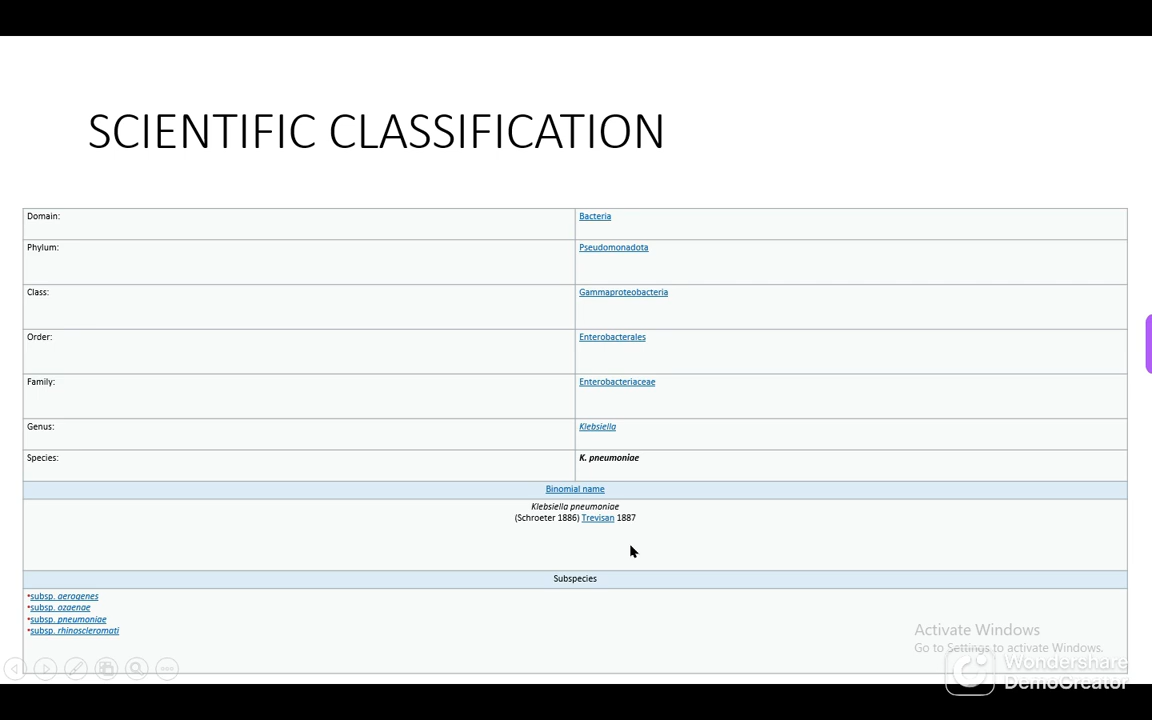 SCIENTIFIC CLASSIFICATION
Domain: Bacteria
Phylum: Pseudomonadota
Class: Gammaproteobacteria
Order: Enterobacterales
Family: Enterobacteriaceae
Genus: Klebsiella
Species: K. pneumoniae
Binomial name
Klebsiella pneumoniae
(Schroeter 1886) Trevisan 1887
Subspecies
•subsp. aerogenes
•subsp. ozaenae
•subsp. pneumoniae
•subsp. rhinoscleromati
Activate Windows
Go to Settings to activate Windows.
Wondershare
DemoCreator